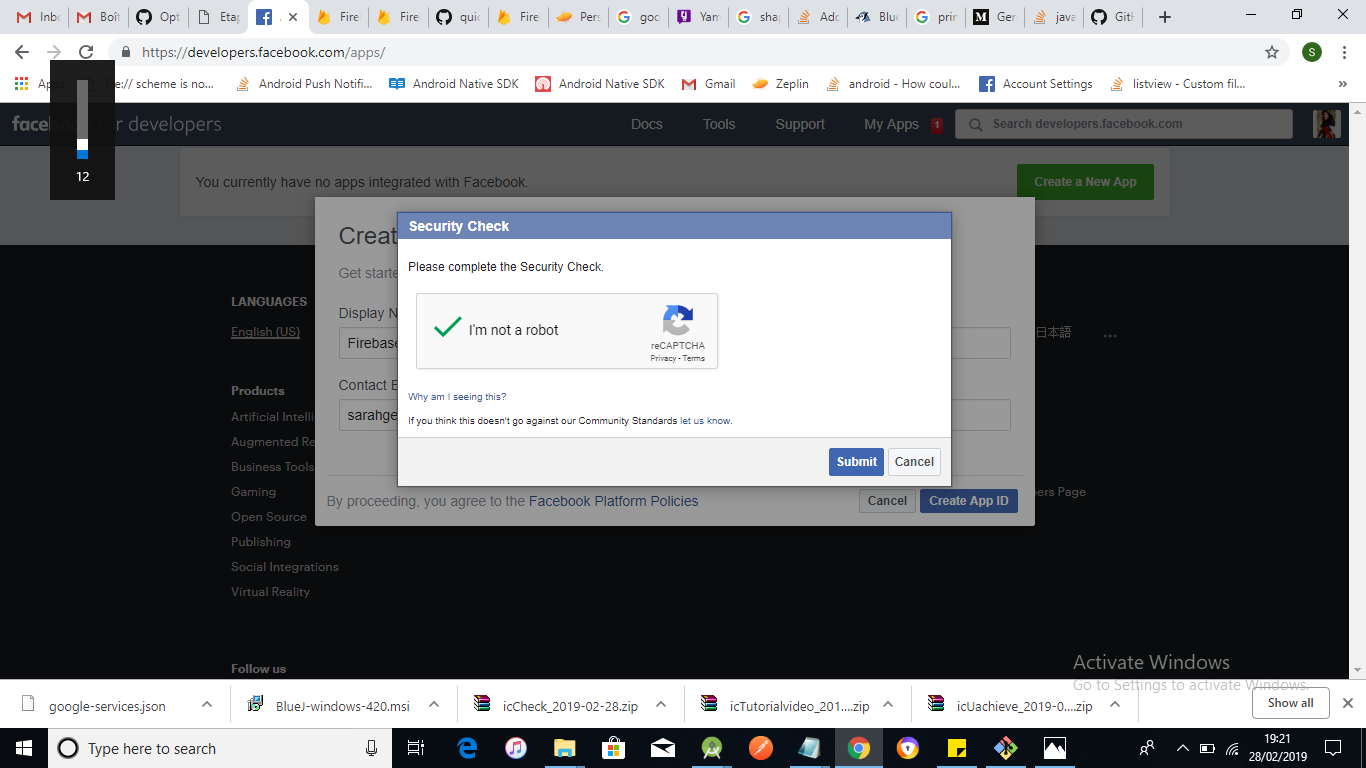 Inbo
Boît
Opt
Etap
Fire
Fire
quic
Fire
Pers
goo
Yam
shap
Add
Blue
prin
Gen
java
Gith
https://developers.facebook.com/apps/
S
file:// scheme is no...
Android Push Notifi...
Android Native SDK
Android Native SDK
Gmail
Zeplin
android - How coul...
Account Settings
listview - Custom fil...
»
12
facebook for developers
Docs
Tools
Support
My Apps
1
Search developers.facebook.com
You currently have no apps integrated with Facebook.
Create a New App
Security Check
Please complete the Security Check.
I'm not a robot
reCAPTCHA
Privacy - Terms
Why am I seeing this?
If you think this doesn't go against our Community Standards let us know.
Submit
Cancel
Creat
Get starte
Display N
Firebase
Contact E
sarahge
By proceeding, you agree to the Facebook Platform Policies
Cancel
Create App ID
LANGUAGES
English (US)
日本語
...
Products
Artificial Intelli
Augmented Re
Business Tools
Gaming
Open Source
Publishing
Social Integrations
Virtual Reality
ers Page
Follow us
Activate Windows
Go to Settings to activate Windows.
google-services.json
BlueJ-windows-420.msi
icCheck_2019-02-28.zip
icTutorialvideo_201....zip
icUachieve_2019-0....zip
Show all
Type here to search
19:21
28/02/2019